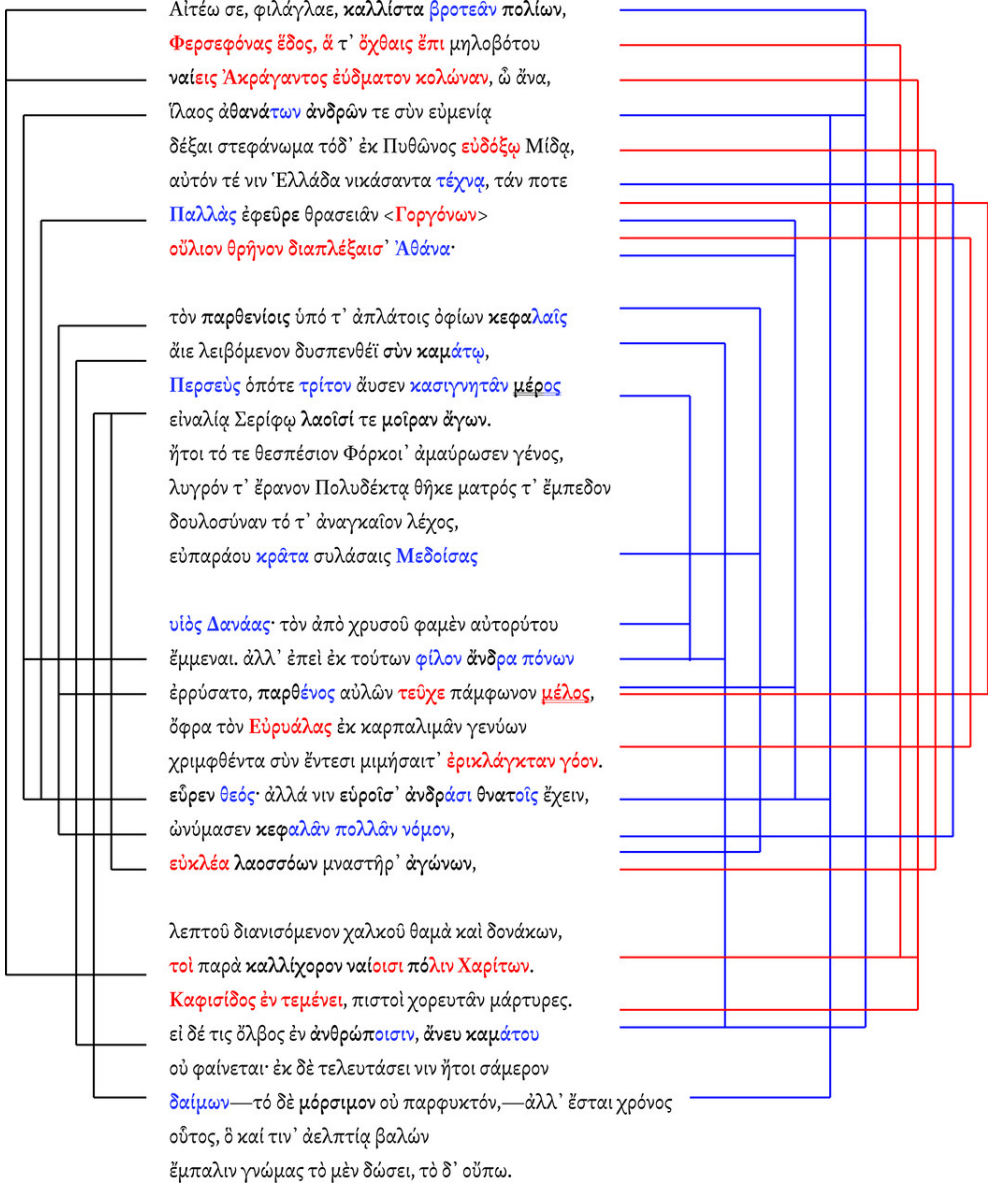 Αἰτέω σε, φιλάγλαε, καλλίστα βροτεᾶν πολίων,
Φερσεφόνας ἕδος, ἅ τ’ ὄχθαις ἔπι μηλοβότου
ναίεις Ἀκράγαντος ἐύδματον κολώναν, ὦ ἄνα,
ἵλαος ἀθανάτων ἀνδρῶν τε σὺν εὐμενίᾳ
δέξαι στεφάνωμα τόδ’ ἐκ Πυθῶνος εὐδόξῳ Μίδᾳ,
αὐτόν τέ νιν Ἑλλάδα νικάσαντα τέχνᾳ, τάν ποτε
Παλλὰς ἐφεῦρε θρασειᾶν <Γοργόνων>
οὔλιον θρῆνον διαπλέξαισ’ Ἀθάνα·
τὸν παρθενίοις ὑπό τ’ ἀπλάτοις ὀφίων κεφαλαῖς
ἄιε λειβόμενον δυσπενθέϊ σὺν καμάτῳ,
Περσεὺς ὁπότε τρίτον ἄυσεν κασιγνητᾶν μέρος
εἰναλίᾳ Σερίφῳ λαοῖσί τε μοῖραν ἄγων.
ἤτοι τό τε θεσπέσιον Φόρκοι’ ἀμαύρωσεν γένος,
λυγρόν τ’ ἔρανον Πολυδέκτᾳ θῆκε ματρός τ’ ἔμπεδον
δουλοσύναν τό τ’ ἀναγκαῖον λέχος,
εὐπαράου κρᾶτα συλάσαις Μεδοίσας
υἱὸς Δανάας· τὸν ἀπὸ χρυσοῦ φαμὲν αὐτορύτου
ἔμμεναι. ἀλλ’ ἐπεὶ ἐκ τούτων φίλον ἄνδρα πόνων
ἐρρύσατο, παρθένος αὐλῶν τεῦχε πάμφωνον μέλος,
ὄφρα τὸν Εὐρυάλας ἐκ καρπαλιμᾶν γενύων
χριμφθέντα σὺν ἔντεσι μιμήσαιτ’ ἐρικλάγκταν γόον.
εὗρεν θεός· ἀλλά νιν εὑροῖσ’ ἀνδράσι θνατοῖς ἔχειν,
ὠνύμασεν κεφαλᾶν πολλᾶν νόμον,
εὐκλέα λαοσσόων μναστῆρ’ ἀγώνων,
λεπτοῦ διανισόμενον χαλκοῦ θαμὰ καὶ δονάκων,
τοὶ παρὰ καλλίχορον ναίοισι πόλιν Χαρίτων.
Καφισίδος ἐν τεμένει, πιστοὶ χορευτᾶν μάρτυρες.
εἰ δέ τις ὄλβος ἐν ἀνθρώποισιν, ἄνευ καμάτου
οὐ φαίνεται· ἐκ δὲ τελευτάσει νιν ἤτοι σάμερον
δαίμων—τό δὲ μόρσιμον οὐ παρφυκτόν,—ἀλλ’ ἔσται χρόνος
οὗτος, ὃ καί τιν’ ἀελπτίᾳ βαλών
ἔμπαλιν γνώμας τὸ μὲν δώσει, τὸ δ’ οὔπω.